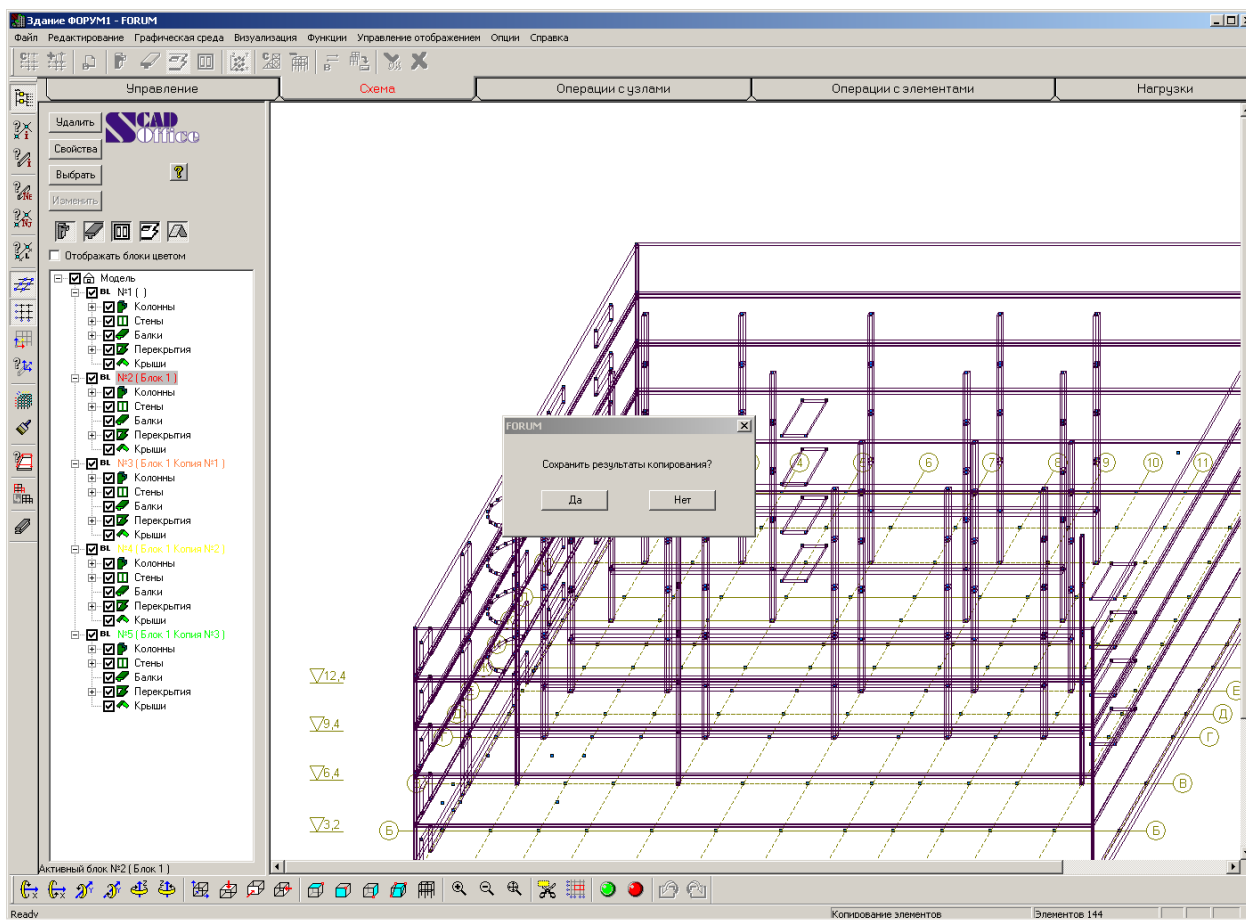 Здание ФОРУМ1 - FORUM
Файл Редактирование Графическая среда Визуализация Функции Управление отображением Опции Справка
Управление Схема Операции с узлами Операции с элементами Нагрузки
Удалить
SCAD Office
Свойства
Выбрать
Изменить
Отображать блоки цветом
Модель
BL №1 ( )
Колонны
Стены
Балки
Перекрытия
Крыши
BL №2 ( Блок 1 )
Колонны
Стены
Балки
Перекрытия
Крыши
BL №3 ( Блок 1 Копия №1 )
Колонны
Стены
Балки
Перекрытия
Крыши
BL №4 ( Блок 1 Копия №2 )
Колонны
Стены
Балки
Перекрытия
Крыши
BL №5 ( Блок 1 Копия №3 )
Колонны
Стены
Балки
Перекрытия
Крыши
FORUM
Сохранить результаты копирования?
Да Нет
4 6 7 8 9 10 11
12,4
9,4
6,4
3,2
Е
Д
Г
В
Б Б
Активный блок №2 ( Блок 1 )
Ready Копирование элементов Элементов 144